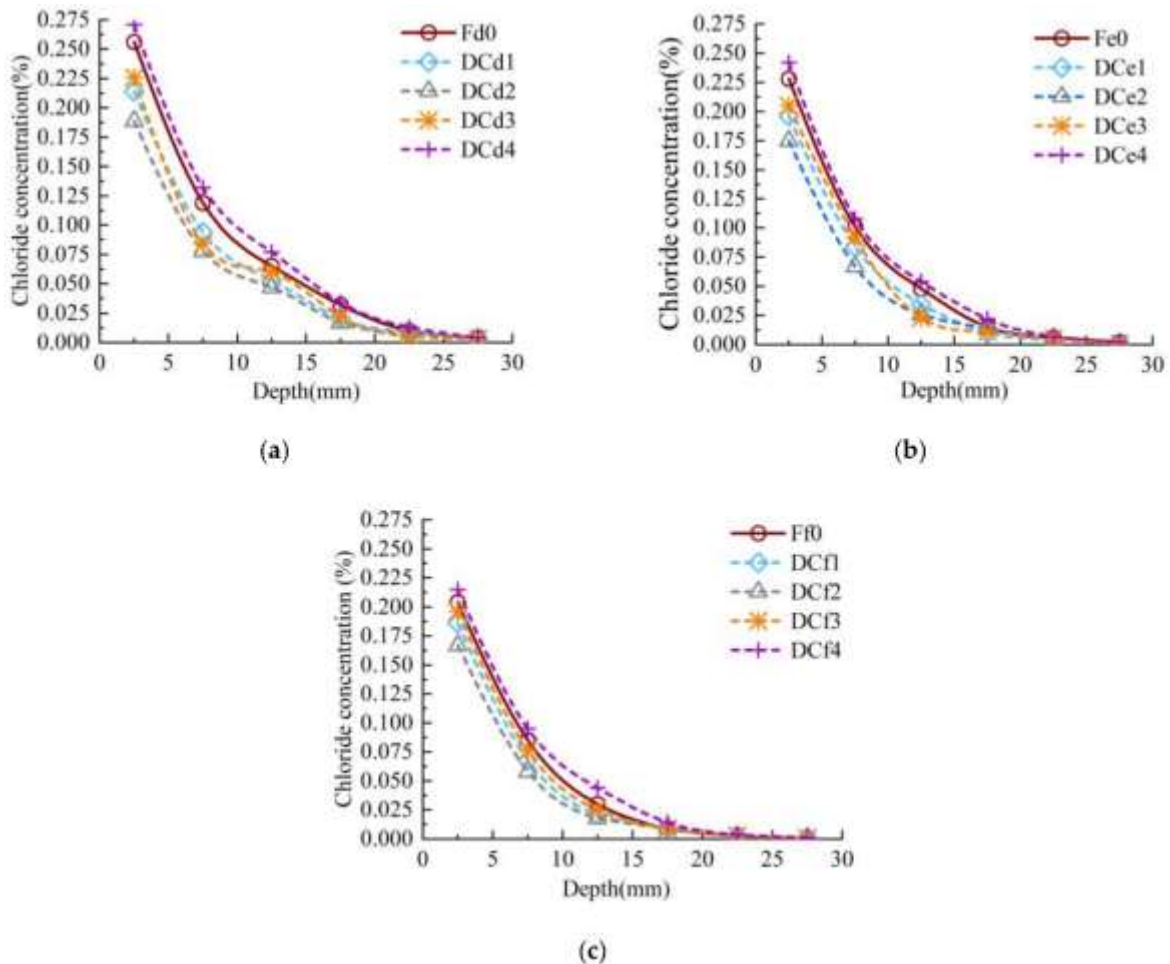 0.275
0.250
0.225
0.200
0.175
0.150
0.125
0.100
0.075
0.050
0.025
0.000
Chloride concentration(%)
0 5 10 15 20 25 30
Depth(mm)
Fd0
DCd1
DCd2
DCd3
DCd4
(a)
0.275
0.250
0.225
0.200
0.175
0.150
0.125
0.100
0.075
0.050
0.025
0.000
Chloride concentration(%)
0 5 10 15 20 25 30
Depth(mm)
Fe0
DCe1
DCe2
DCe3
DCe4
(b)
0.275
0.250
0.225
0.200
0.175
0.150
0.125
0.100
0.075
0.050
0.025
0.000
Chloride concentration (%)
0 5 10 15 20 25 30
Depth(mm)
Ff0
DCf1
DCf2
DCf3
DCf4
(c)